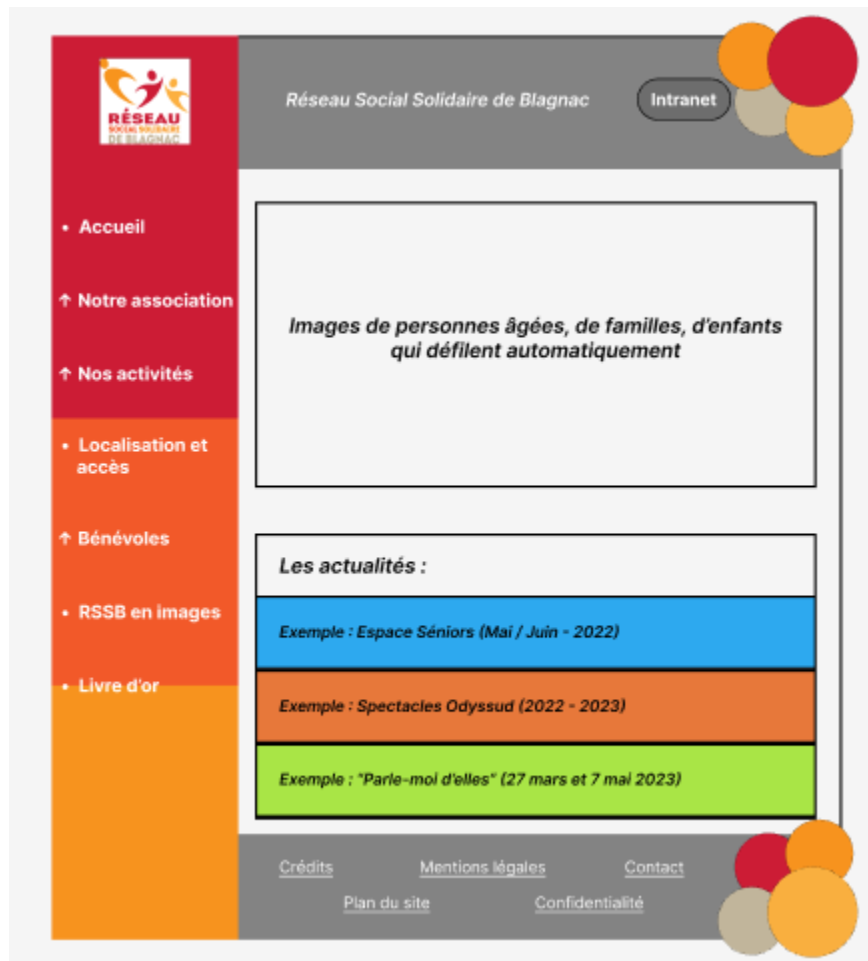 RÉSEAU
SOCIAL SOLIDAIRE
DE BLAGNAC
Réseau Social Solidaire de Blagnac
Intranet
• Accueil
↑ Notre association
↑ Nos activités
• Localisation et
accès
↑ Bénévoles
• RSSB en images
• Livre d'or
Images de personnes âgées, de familles, d'enfants
qui défilent automatiquement
Les actualités :
Exemple : Espace Séniors (Mai / Juin - 2022)
Exemple : Spectacles Odyssud (2022 - 2023)
Exemple : "Parle-moi d'elles" (27 mars et 7 mai 2023)
Crédits
Mentions légales
Contact
Plan du site
Confidentialité